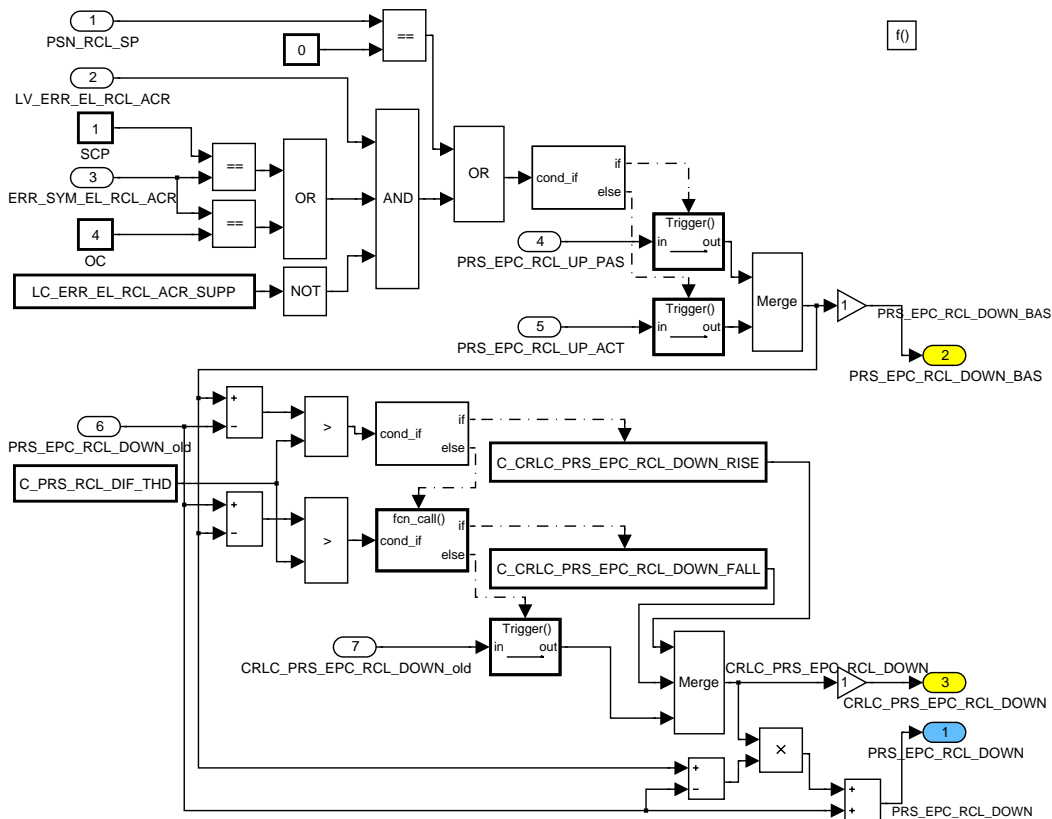 1
PSN_RCL_SP
0
==
f()
2
LV_ERR_EL_RCL_ACR
1
SCP
==
3
ERR_SYM_EL_RCL_ACR
==
4
OC
OR
AND
OR
LC_ERR_EL_RCL_ACR_SUPP
NOT
cond_if
if
else
4
PRS_EPC_RCL_UP_PAS
Trigger()
in
out
5
PRS_EPC_RCL_UP_ACT
Trigger()
in
out
Merge
1
PRS_EPC_RCL_DOWN_BAS
2
PRS_EPC_RCL_DOWN_BAS
+
−
>
cond_if
if
else
6
PRS_EPC_RCL_DOWN_old
C_CRLC_PRS_EPC_RCL_DOWN_RISE
C_PRS_RCL_DIF_THD
+
−
>
fcn_call()
cond_if
if
else
C_CRLC_PRS_EPC_RCL_DOWN_FALL
7
CRLC_PRS_EPC_RCL_DOWN_old
Trigger()
in
out
Merge
CRLC_PRS_EPC_RCL_DOWN
1
3
CRLC_PRS_EPC_RCL_DOWN
×
1
PRS_EPC_RCL_DOWN
+
−
+
+
PRS_EPC_RCL_DOWN